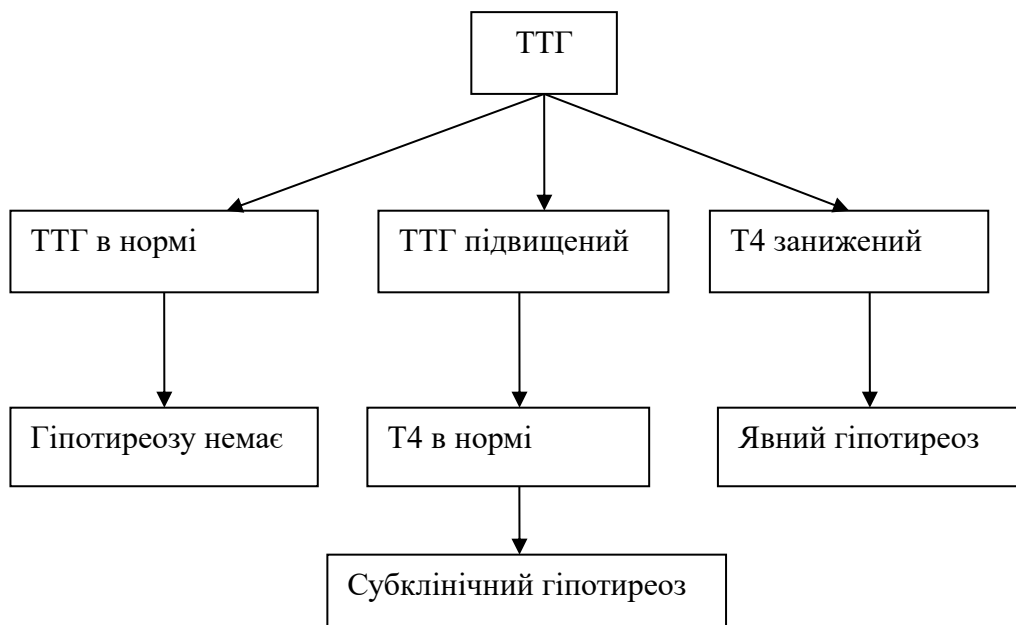 ТТГ
ТТГ в нормі
ТТГ підвищений
Т4 занижений
Гіпотиреозу немає
Т4 в нормі
Явний гіпотиреоз
Субклінічний гіпотиреоз